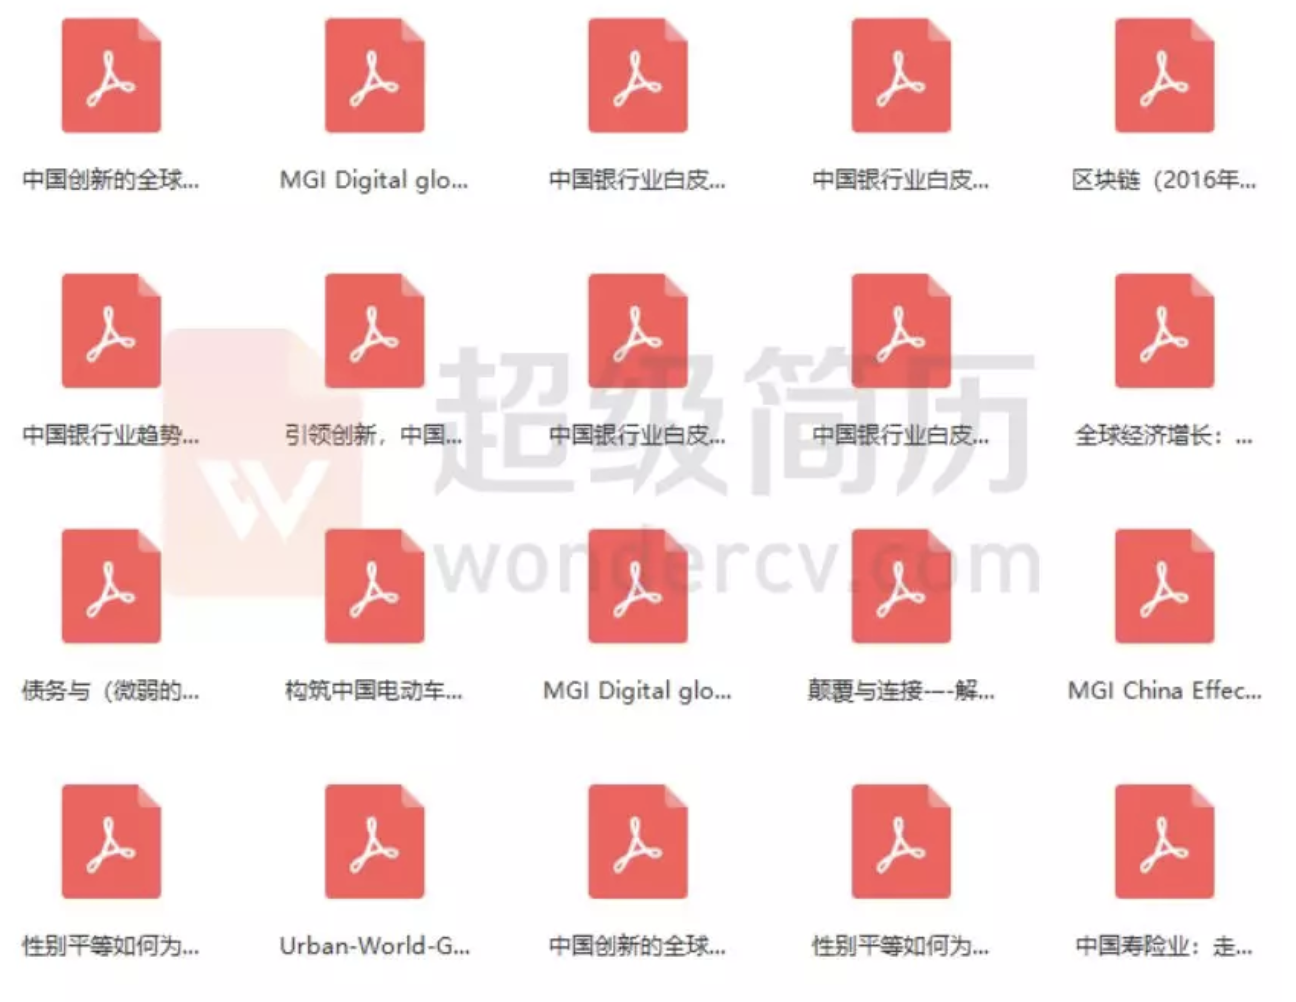 中国创新的全球...
MGI Digital glo...
中国银行业白皮...
中国银行业白皮...
区块链（2016年...
中国银行业趋势...
引领创新，中国...
中国银行业白皮...
中国银行业白皮...
全球经济增长：...
超级简历
wondercv.com
债务与（微弱的...
构筑中国电动车...
MGI Digital glo...
颠覆与连接----解...
MGI China Effec...
性别平等如何为...
Urban-World-G...
中国创新的全球...
性别平等如何为...
中国寿险业：走...